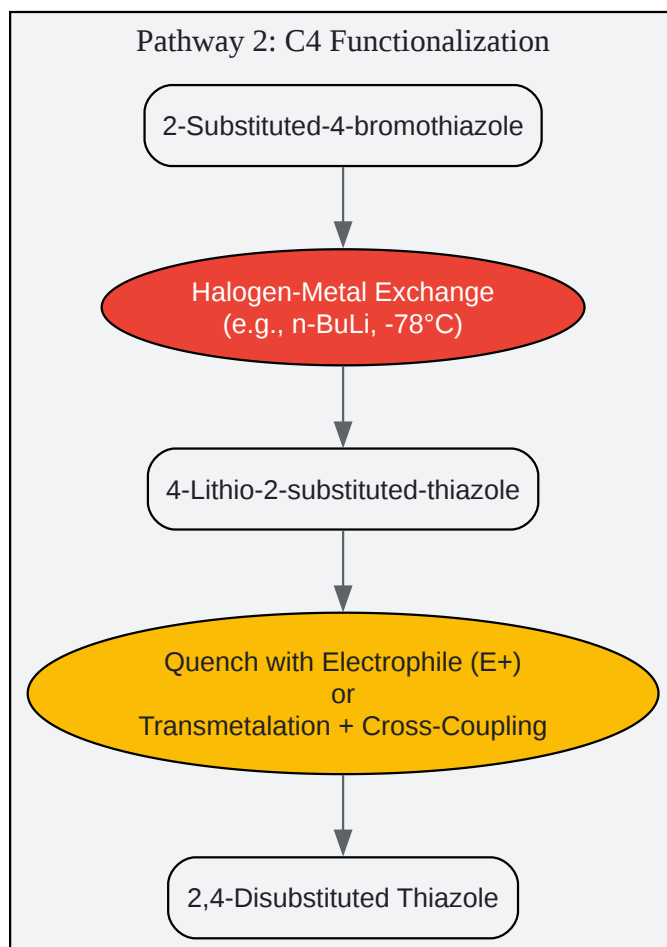 Pathway 2: C4 Functionalization
2-Substituted-4-bromothiazole
Halogen-Metal Exchange
(e.g., n-BuLi, -78°C)
4-Lithio-2-substituted-thiazole
Quench with Electrophile (E+)
or
Transmetalation + Cross-Coupling
2,4-Disubstituted Thiazole